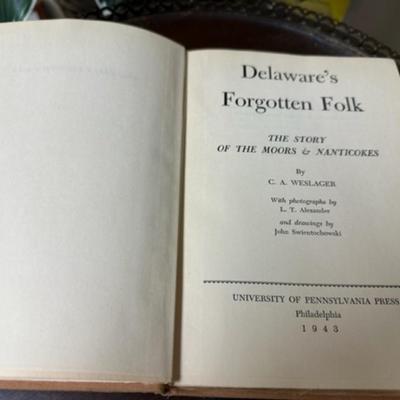 Delaware's
Forgotten Folk
THE STORY
OF THE MOORS & NANTICOKES
By
C. A. WESLAGER
With photographs by
L. T. Alexander
and drawings by
John Swientochowski
UNIVERSITY OF PENNSYLVANIA PRESS
Philadelphia
1943